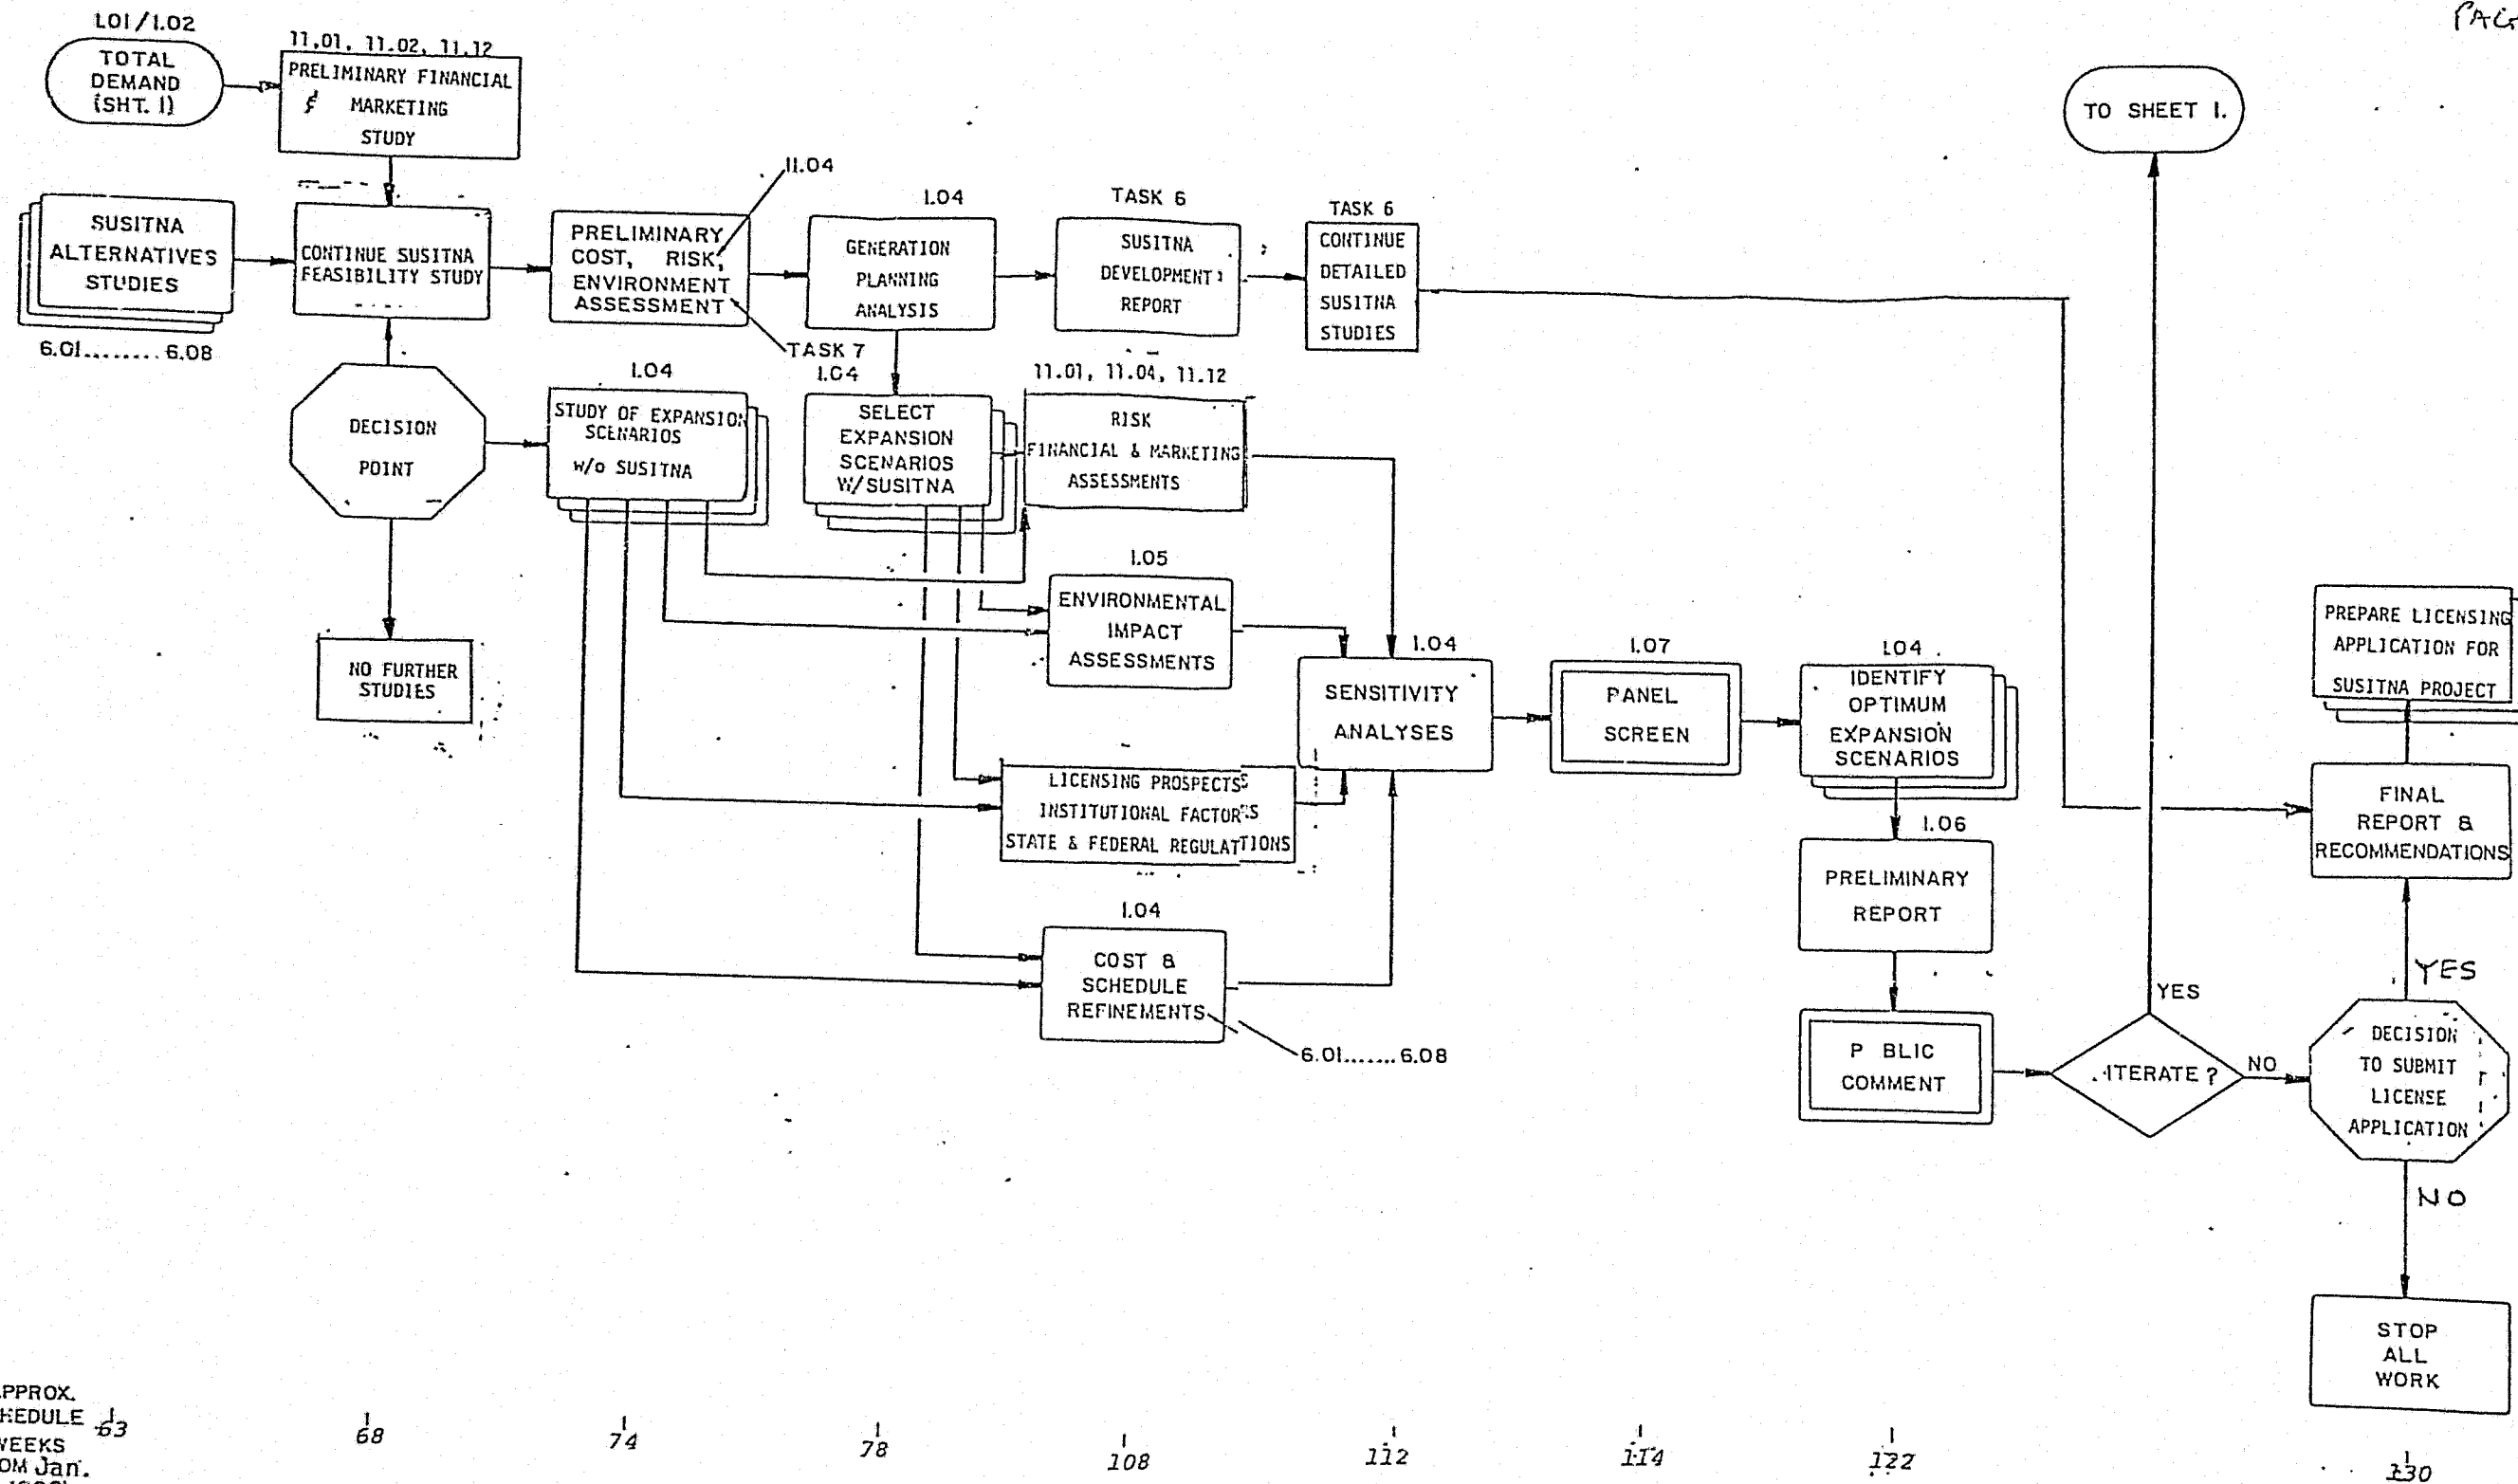 PAG
1.01/1.02
TOTAL
DEMAND
(SHT. 1)
11.01, 11.02, 11.12
PRELIMINARY FINANCIAL
& MARKETING
STUDY
TO SHEET 1.
SUSITNA
ALTERNATIVES
STUDIES
6.01........6.08
CONTINUE SUSITNA
FEASIBILITY STUDY
11.04
PRELIMINARY
COST, RISK,
ENVIRONMENT
ASSESSMENT
TASK 7
1.04
GENERATION
PLANNING
ANALYSIS
TASK 6
SUSITNA
DEVELOPMENT
REPORT
TASK 6
CONTINUE
DETAILED
SUSITNA
STUDIES
DECISION
POINT
1.04
STUDY OF EXPANSION
SCENARIOS
w/o SUSITNA
1.04
SELECT
EXPANSION
SCENARIOS
W/SUSITNA
11.01, 11.04, 11.12
RISK
FINANCIAL & MARKETING
ASSESSMENTS
NO FURTHER
STUDIES
1.05
ENVIRONMENTAL
IMPACT
ASSESSMENTS
LICENSING PROSPECTS
INSTITUTIONAL FACTORS
STATE & FEDERAL REGULATIONS
1.04
COST &
SCHEDULE
REFINEMENTS
6.01.......6.08
1.04
SENSITIVITY
ANALYSES
1.07
PANEL
SCREEN
1.04
IDENTIFY
OPTIMUM
EXPANSION
SCENARIOS
1.06
PRELIMINARY
REPORT
P BLIC
COMMENT
ITERATE?
YES
NO
PREPARE LICENSING
APPLICATION FOR
SUSITNA PROJECT
FINAL
REPORT &
RECOMMENDATIONS
YES
DECISION
TO SUBMIT
LICENSE
APPLICATION
NO
STOP
ALL
WORK
PPROX.
HEDULE
WEEKS
OM Jan.
63
68
74
78
108
112
114
122
130